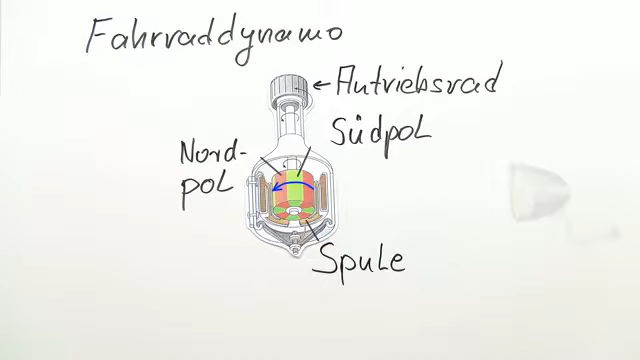 Fahrraddynamo
Antriebsrad
Südpol
Nord-
pol
Spule